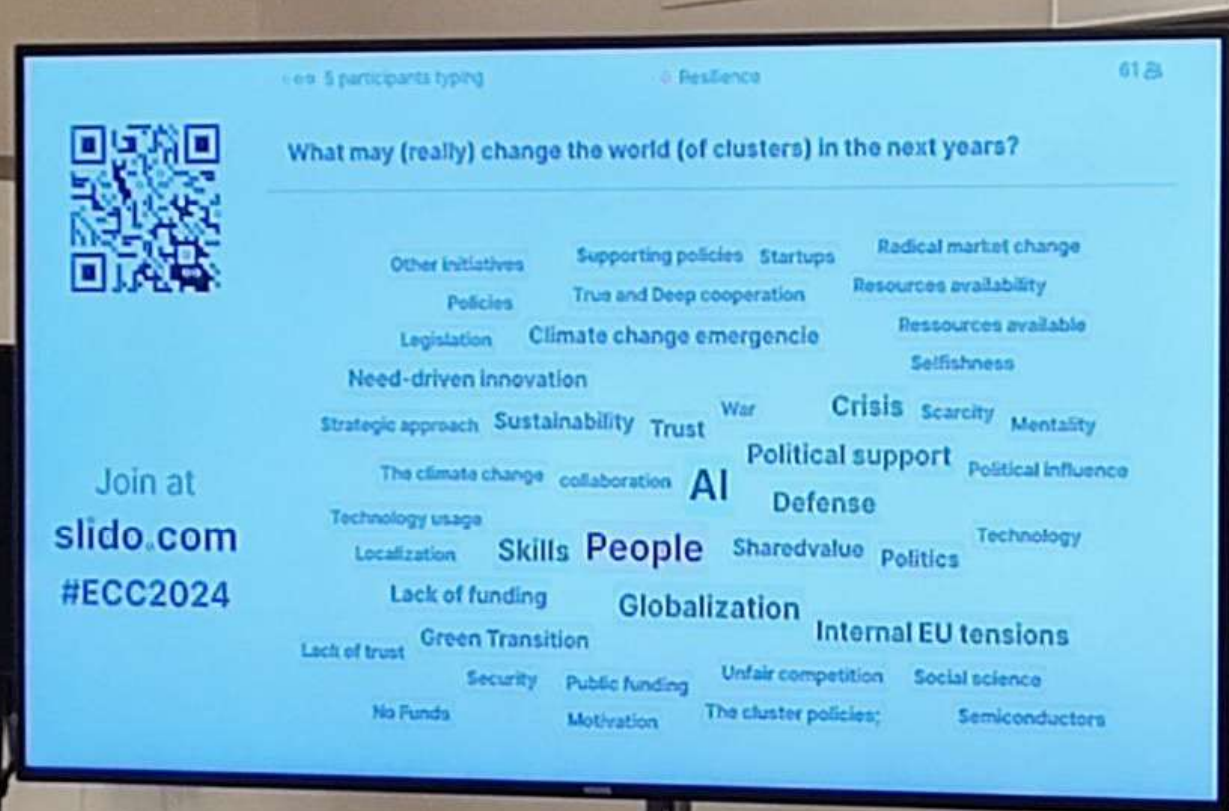 5 participants typing
Resilience
61
What may (really) change the world (of clusters) in the next years?
Other initiatives
Supporting policies
Startups
Radical market change
Policies
True and Deep cooperation
Resources availability
Legislation
Climate change emergencie
Ressources available
Selfishness
Need-driven innovation
War
Crisis
Scarcity
Mentality
Strategic approach
Sustainability
Trust
Political support
Political influence
The climate change
collaboration
AI
Defense
Technology usage
Technology
Localization
Skills
People
Sharedvalue
Politics
Lack of funding
Globalization
Internal EU tensions
Lack of trust
Green Transition
Security
Public funding
Unfair competition
Social science
No Funds
Motivation
The cluster policies;
Semiconductors
Join at
slido.com
#ECC2024